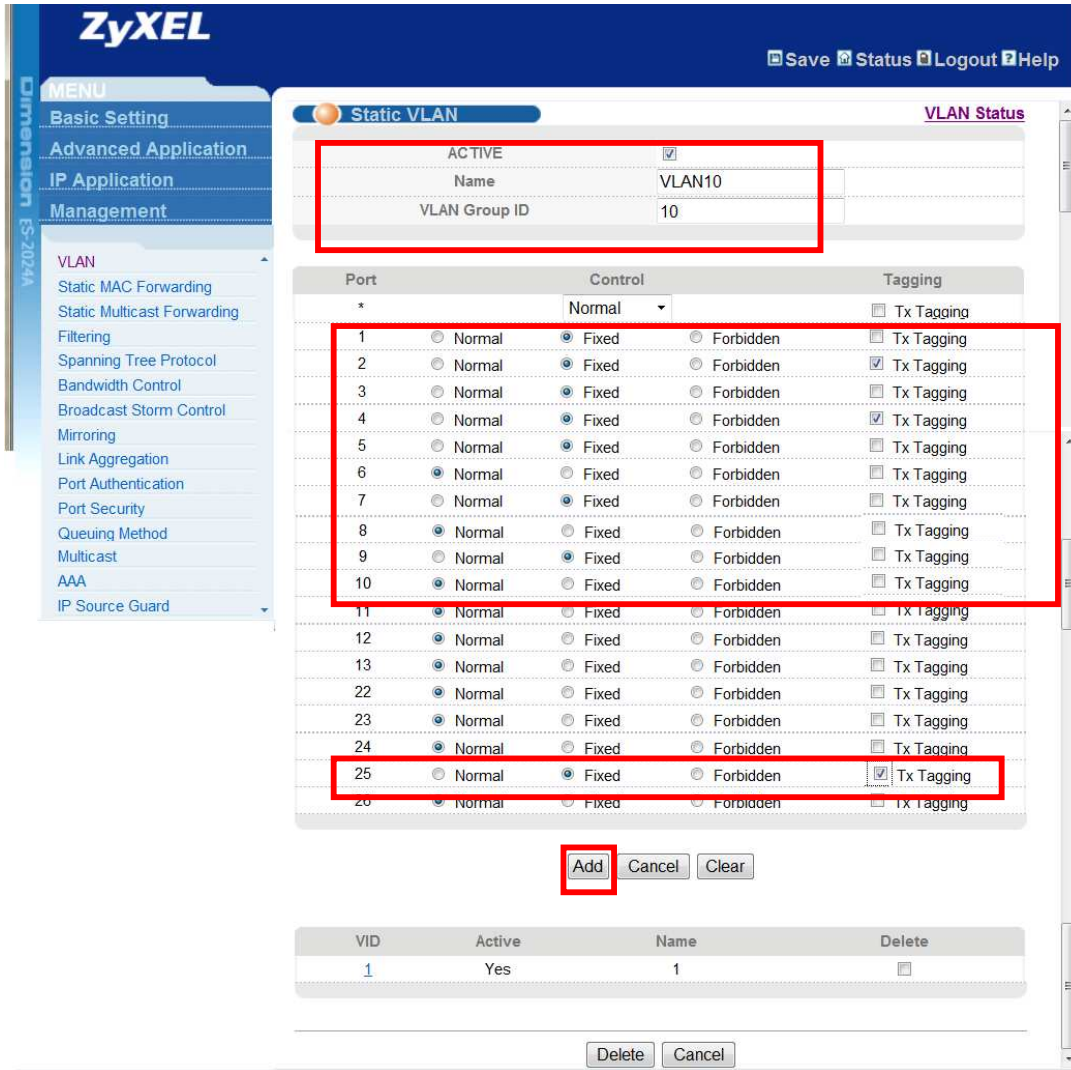 ZyXEL
Save Status Logout Help
Dimension ES-2024A
MENU
Basic Setting
Advanced Application
IP Application
Management
VLAN
Static MAC Forwarding
Static Multicast Forwarding
Filtering
Spanning Tree Protocol
Bandwidth Control
Broadcast Storm Control
Mirroring
Link Aggregation
Port Authentication
Port Security
Queuing Method
Multicast
AAA
IP Source Guard
Static VLAN VLAN Status
ACTIVE
Name VLAN10
VLAN Group ID 10
Port Control Tagging
* Normal Tx Tagging
1 Normal Fixed Forbidden Tx Tagging
2 Normal Fixed Forbidden Tx Tagging
3 Normal Fixed Forbidden Tx Tagging
4 Normal Fixed Forbidden Tx Tagging
5 Normal Fixed Forbidden Tx Tagging
6 Normal Fixed Forbidden Tx Tagging
7 Normal Fixed Forbidden Tx Tagging
8 Normal Fixed Forbidden Tx Tagging
9 Normal Fixed Forbidden Tx Tagging
10 Normal Fixed Forbidden Tx Tagging
11 Normal Fixed Forbidden Tx Tagging
12 Normal Fixed Forbidden Tx Tagging
13 Normal Fixed Forbidden Tx Tagging
22 Normal Fixed Forbidden Tx Tagging
23 Normal Fixed Forbidden Tx Tagging
24 Normal Fixed Forbidden Tx Tagging
25 Normal Fixed Forbidden Tx Tagging
26 Normal Fixed Forbidden Tx Tagging
Add Cancel Clear
VID Active Name Delete
1 Yes 1
Delete Cancel